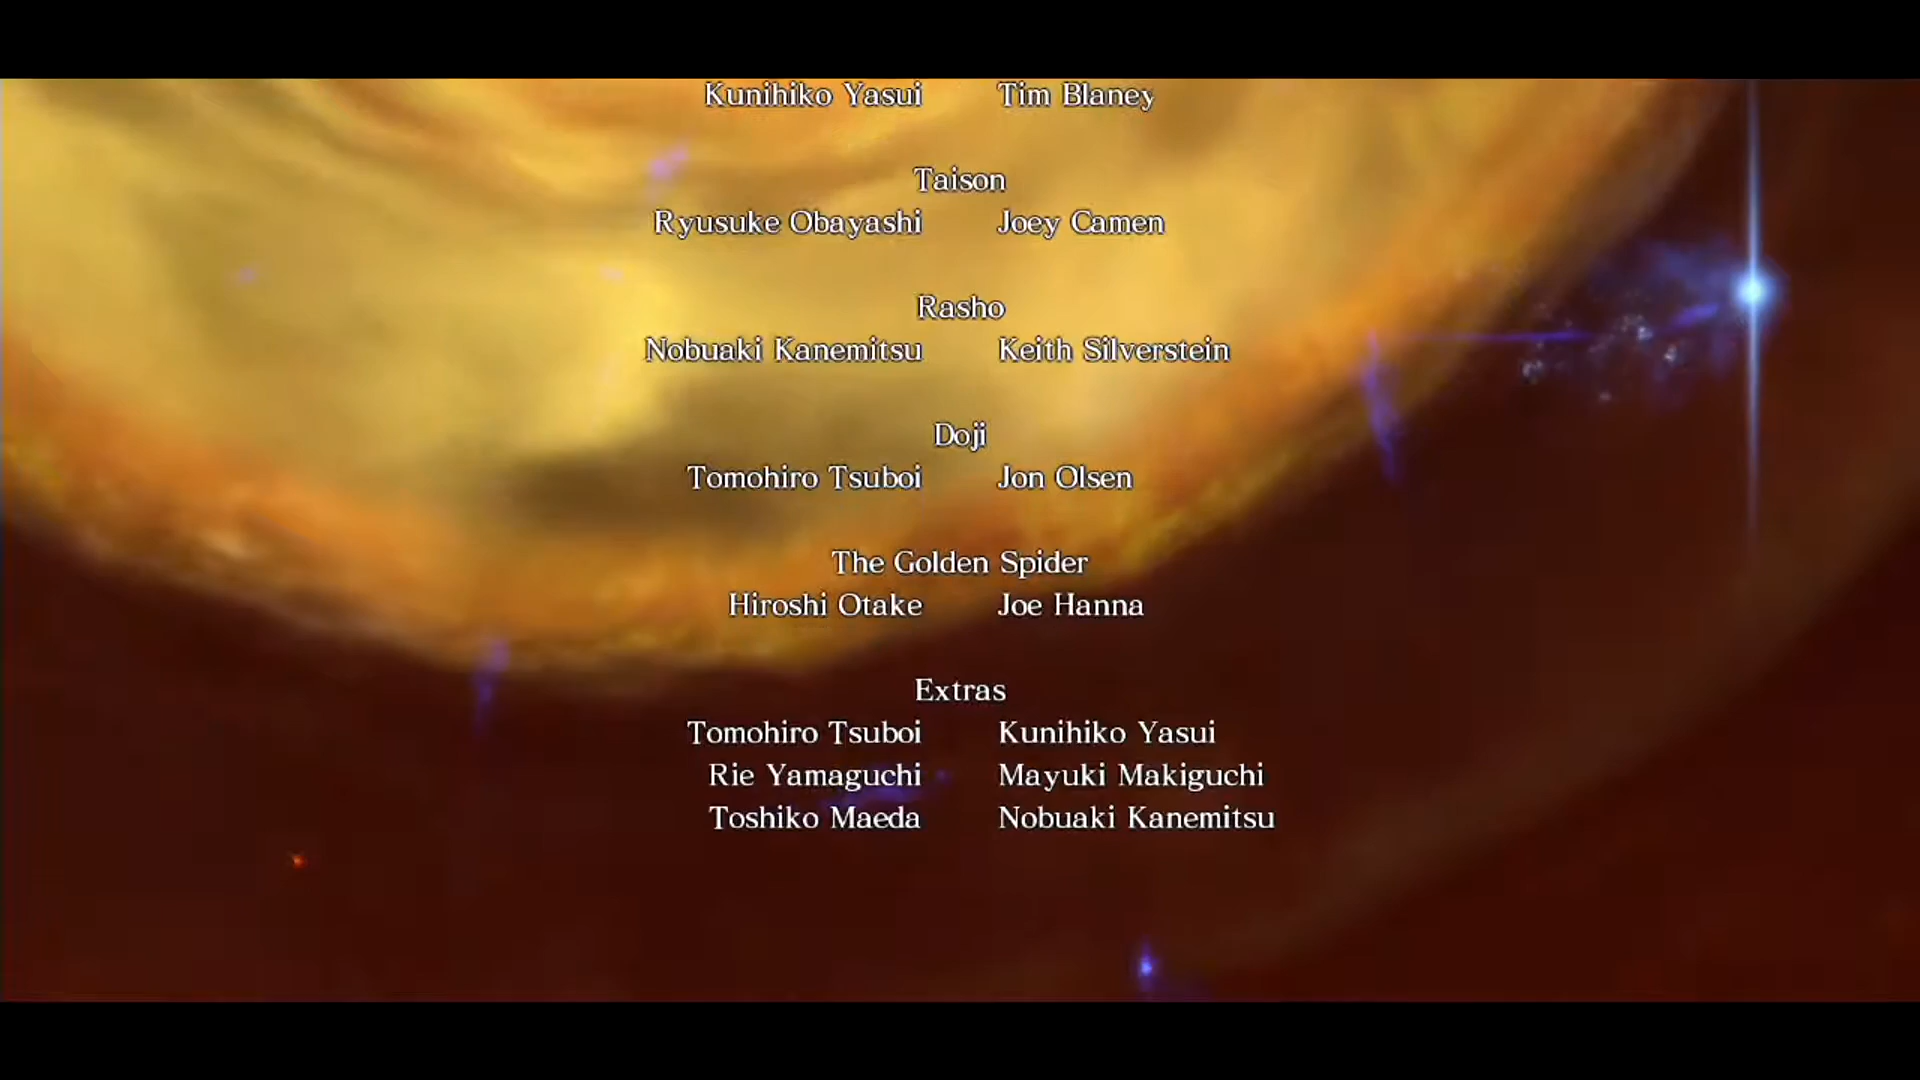 Kunihiko Yasui Tim Blaney
Taison
Ryusuke Obayashi Joey Camen
Rasho
Nobuaki Kanemitsu Keith Silverstein
Doji
Tomohiro Tsuboi Jon Olsen
The Golden Spider
Hiroshi Otake Joe Hanna
Extras
Tomohiro Tsuboi Kunihiko Yasui
Rie Yamaguchi Mayuki Makiguchi
Toshiko Maeda Nobuaki Kanemitsu